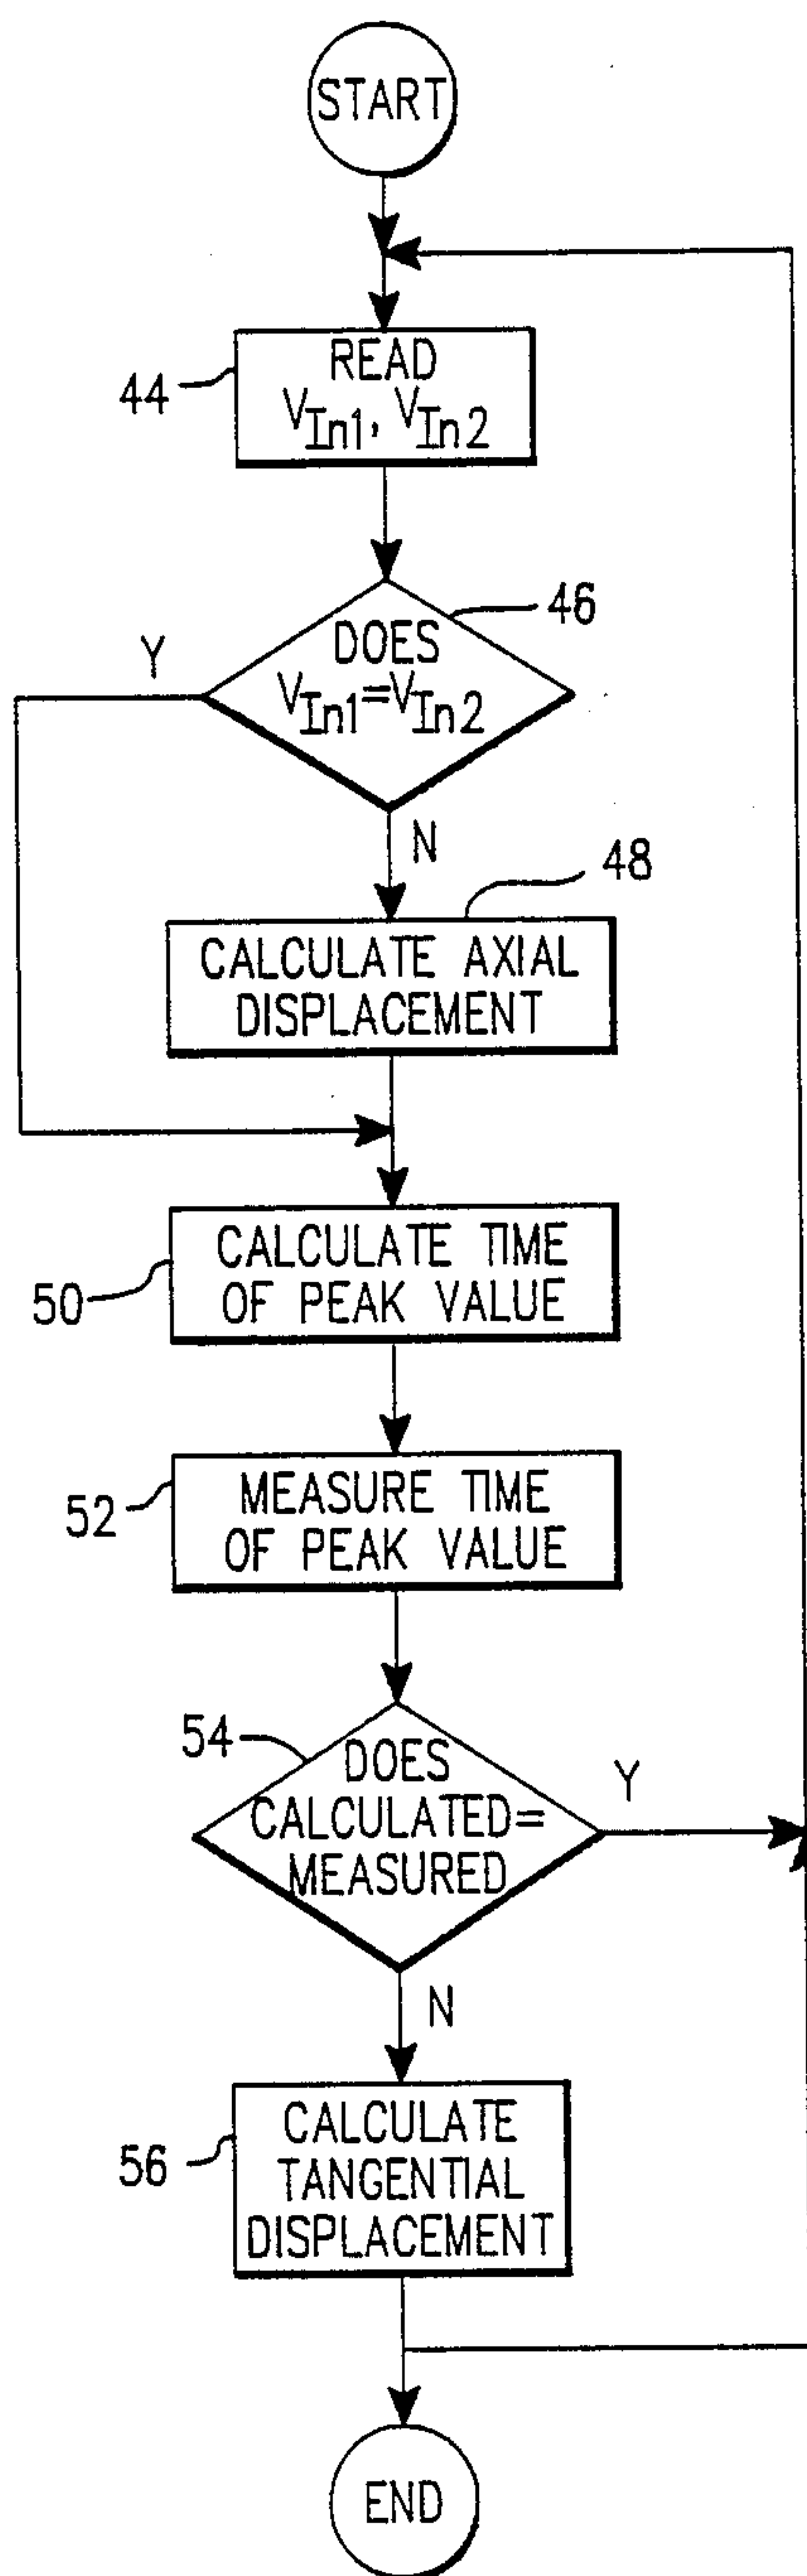 START
44
READ
VIn1, VIn2
46
Y
DOES
VIn1=VIn2
N
48
CALCULATE AXIAL
DISPLACEMENT
50
CALCULATE TIME
OF PEAK VALUE
52
MEASURE TIME
OF PEAK VALUE
54
DOES
CALCULATED=
MEASURED
Y
N
56
CALCULATE
TANGENTIAL
DISPLACEMENT
END